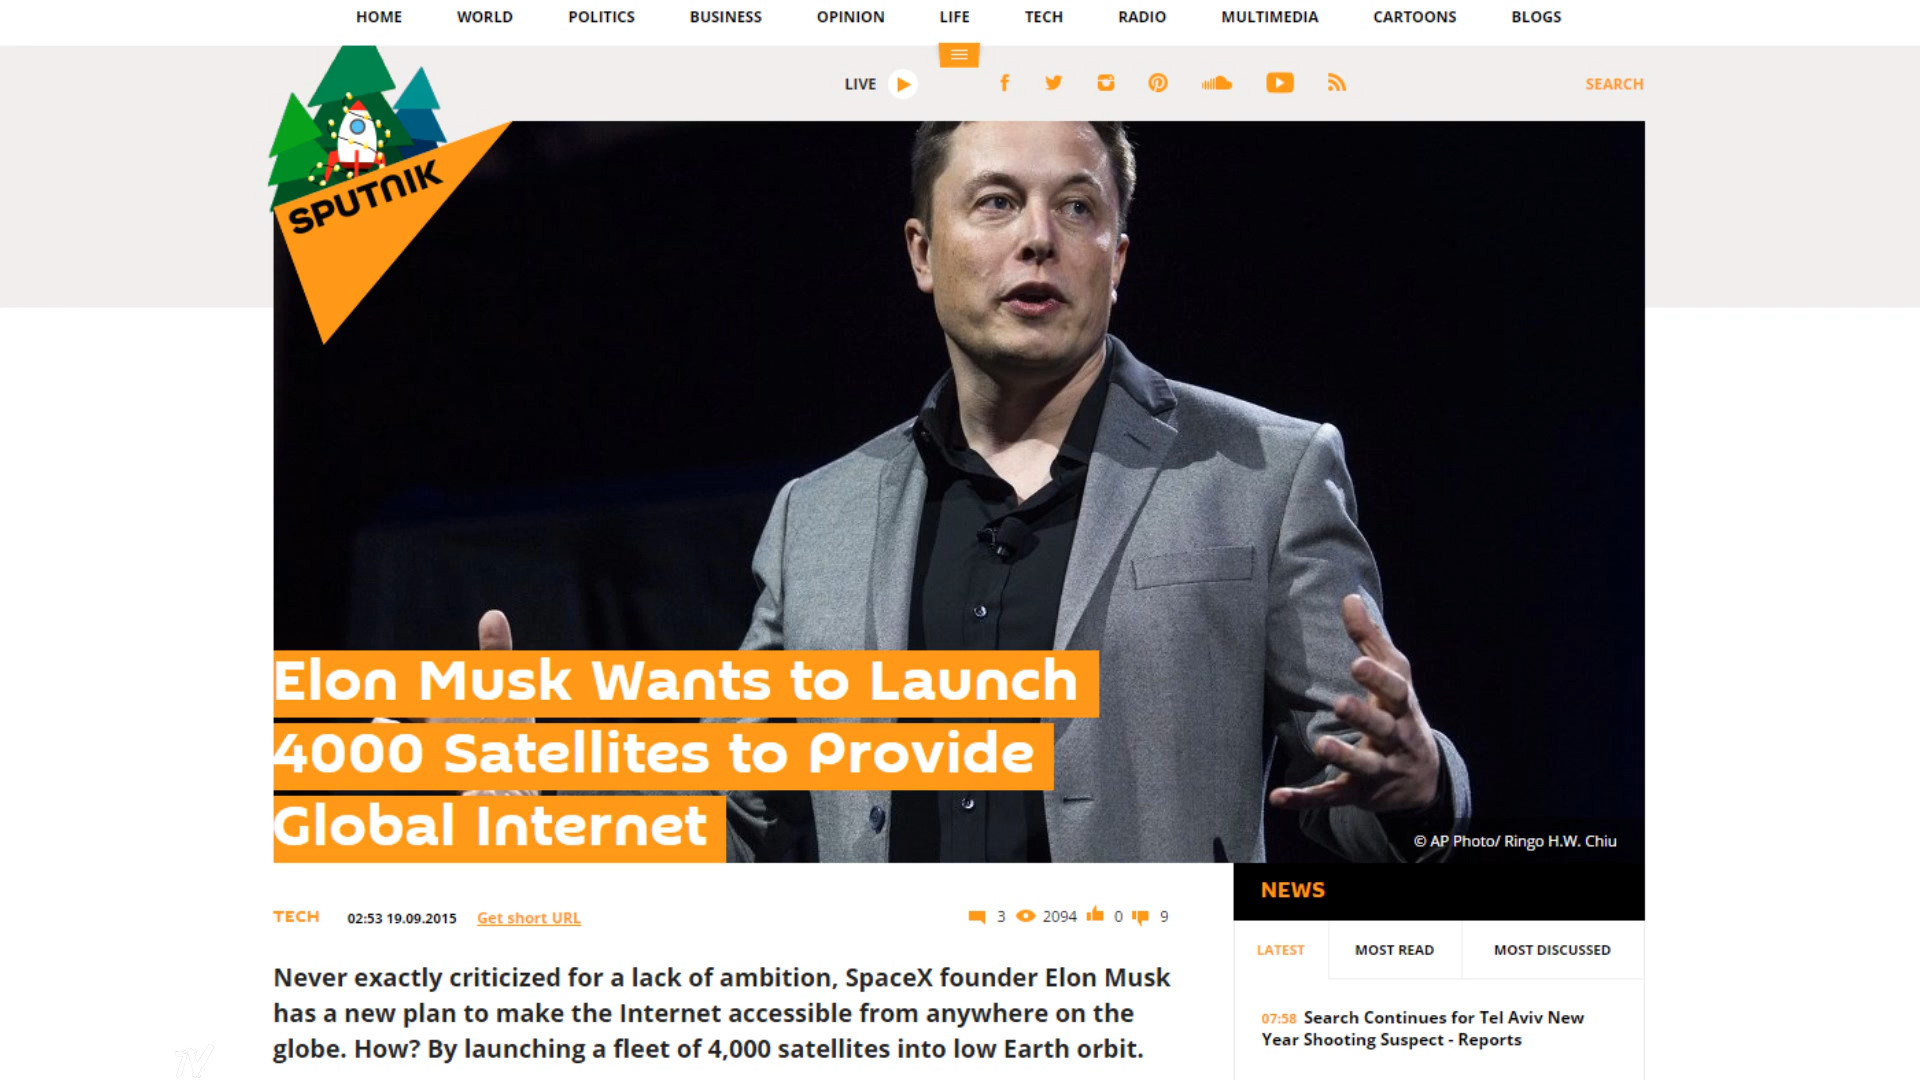 HOME WORLD POLITICS BUSINESS OPINION LIFE TECH RADIO MULTIMEDIA CARTOONS BLOGS
LIVE SEARCH
SPUTNIK
Elon Musk Wants to Launch
4000 Satellites to Provide
Global Internet
© AP Photo/ Ringo H.W. Chiu
TECH 02:53 19.09.2015 Get short URL 3 2094 0 9
Never exactly criticized for a lack of ambition, SpaceX founder Elon Musk
has a new plan to make the Internet accessible from anywhere on the
globe. How? By launching a fleet of 4,000 satellites into low Earth orbit.
NEWS
LATEST MOST READ MOST DISCUSSED
07:58 Search Continues for Tel Aviv New
Year Shooting Suspect - Reports
TV